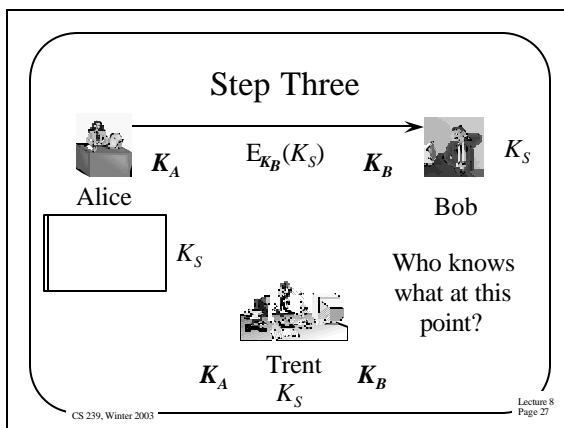 Step Three
K_A
E_{K_B}(K_S)
K_B
K_S
Alice
Bob
K_S
Who knows
what at this
point?
Trent
K_A
K_B
K_S
CS 239, Winter 2003
Lecture 8
Page 27